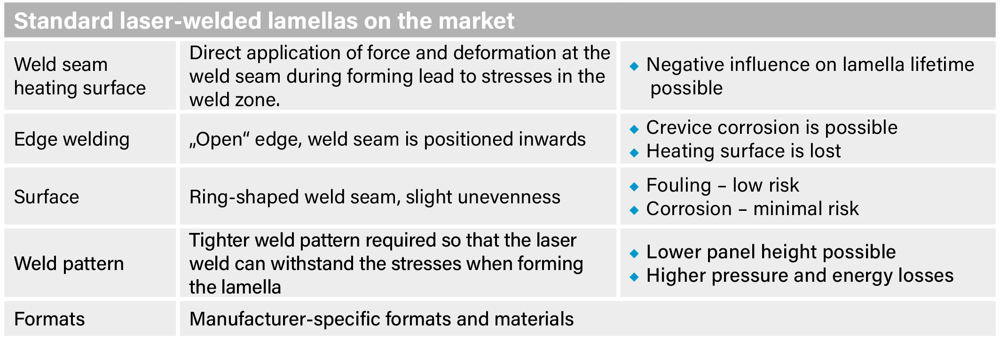 Standard laser-welded lamellas on the market
Weld seam
heating surface
Direct application of force and deformation at the
weld seam during forming lead to stresses in the
weld zone.
◆ Negative influence on lamella lifetime
possible
Edge welding
„Open“ edge, weld seam is positioned inwards
◆ Crevice corrosion is possible
◆ Heating surface is lost
Surface
Ring-shaped weld seam, slight unevenness
◆ Fouling – low risk
◆ Corrosion – minimal risk
Weld pattern
Tighter weld pattern required so that the laser
weld can withstand the stresses when forming
the lamella
◆ Lower panel height possible
◆ Higher pressure and energy losses
Formats
Manufacturer-specific formats and materials